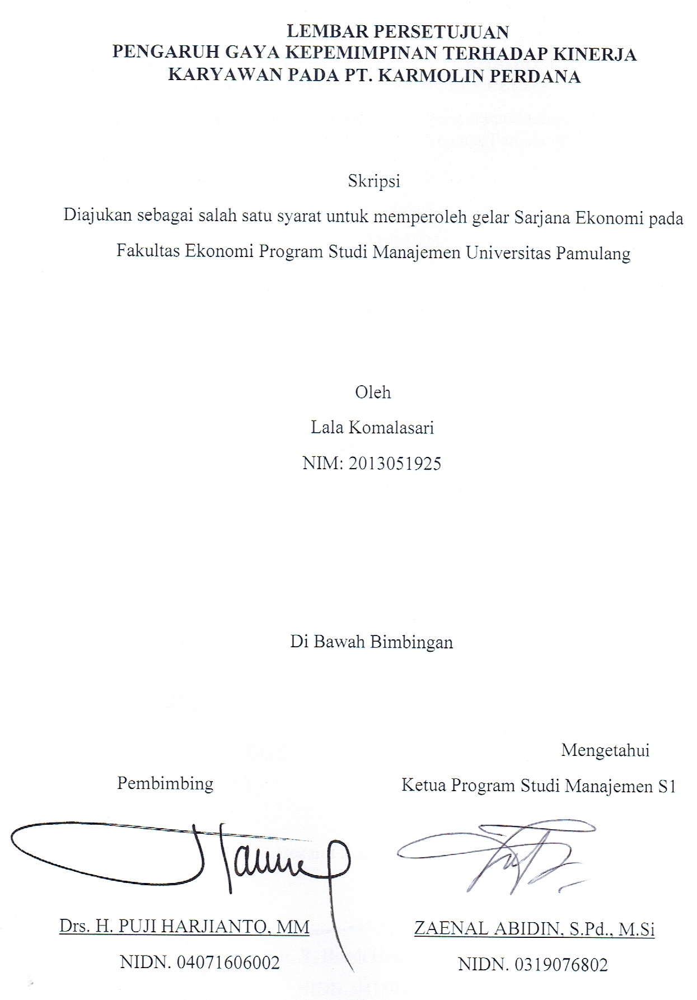 LEMBAR PERSETUJUAN
PENGARUH GAYA KEPEMIMPINAN TERHADAP KINERJA
KARYAWAN PADA PT. KARMOLIN PERDANA
Skripsi
Diajukan sebagai salah satu syarat untuk memperoleh gelar Sarjana Ekonomi pada
Fakultas Ekonomi Program Studi Manajemen Universitas Pamulang
Oleh
Lala Komalasari
NIM: 2013051925
Di Bawah Bimbingan
Mengetahui
Pembimbing
Ketua Program Studi Manajemen S1
Drs. H. PUJI HARJIANTO, MM
ZAENAL ABIDIN, S.Pd., M.Si
NIDN. 04071606002
NIDN. 0319076802